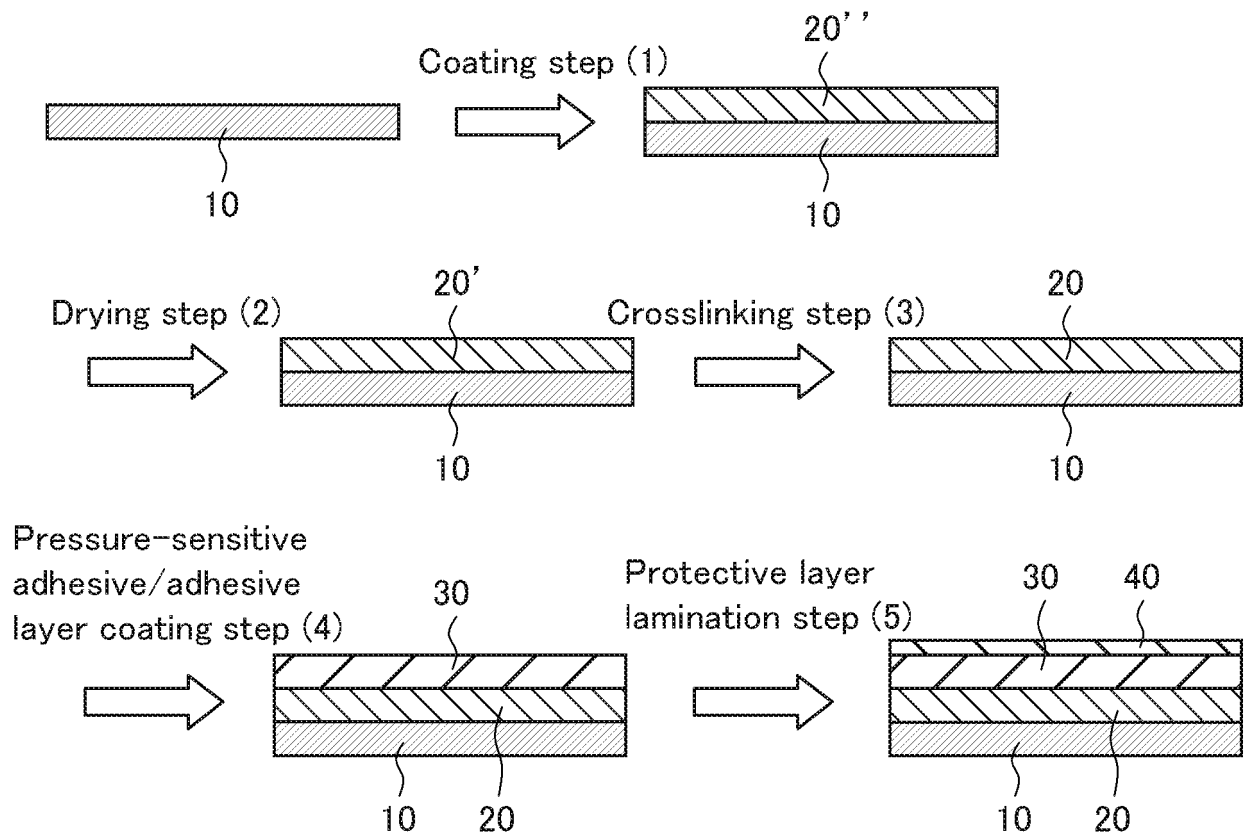 20''
Coating step (1)
10
10
20'
20
Drying step (2)
Crosslinking step (3)
10
10
Pressure-sensitive
adhesive/adhesive
layer coating step (4)
30
Protective layer
lamination step (5)
30
40
10
20
10
20